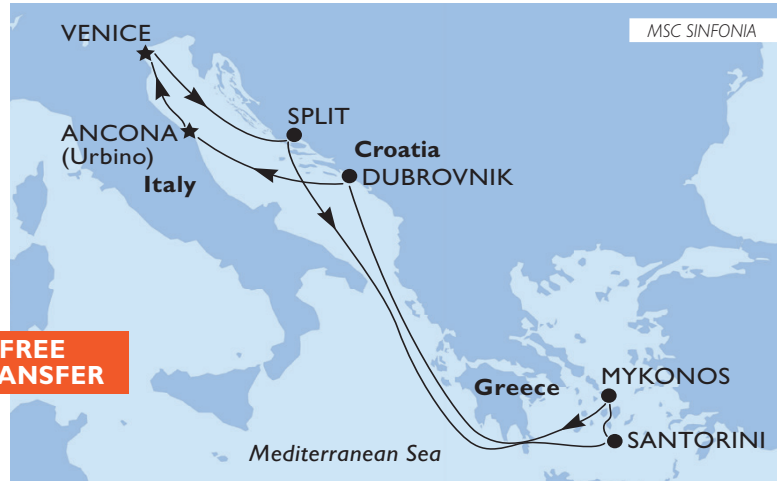 MSC SINFONIA
VENICE
SPLIT
ANCONA
(Urbino)
Croatia
Italy
DUBROVNIK
FREE
ANSFER
Greece
MYKONOS
SANTORINI
Mediterranean Sea